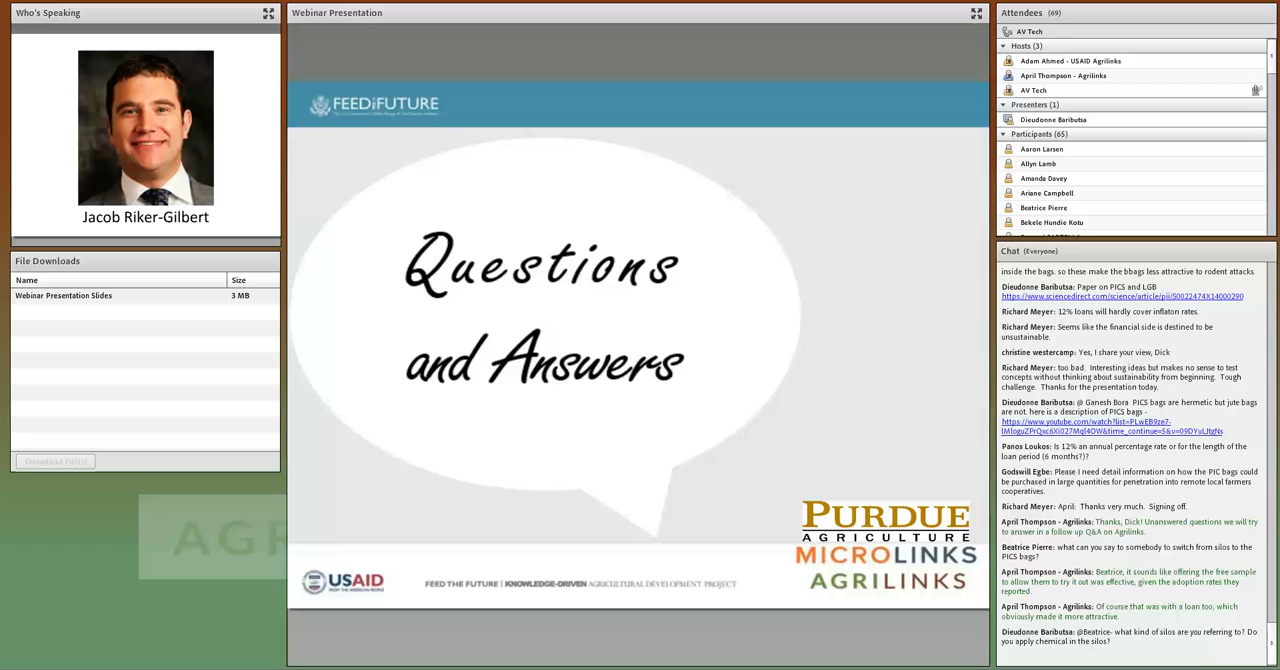 Who's Speaking
Jacob Riker-Gilbert
File Downloads
Name Size
Webinar Presentation Slides 3 MB
Download File(s)
AGR
Webinar Presentation
FEED THE FUTURE
Questions
and Answers
PURDUE
AGRICULTURE
MICROLINKS
AGRILINKS
USAID
FROM THE AMERICAN PEOPLE
FEED THE FUTURE | KNOWLEDGE-DRIVEN AGRICULTURAL DEVELOPMENT PROJECT
Attendees (69)
AV Tech
Hosts (3)
Adam Ahmed - USAID Agrilinks
April Thompson - Agrilinks
AV Tech
Presenters (1)
Dieudonne Baributsa
Participants (65)
Aaron Larsen
Allyn Lamb
Amanda Davey
Ariane Campbell
Beatrice Pierre
Bekele Hundie Kotu
Chat (Everyone)
inside the bags. so these make the bbags less attractive to rodent attacks.
Dieudonne Baributsa: Paper on PICS and LGB
https://www.sciencedirect.com/science/article/pii/S0022474X14000290
Richard Meyer: 12% loans will hardly cover inflaton rates.
Richard Meyer: Seems like the financial side is destined to be
unsustainable.
christine westercamp: Yes, I share your view, Dick
Richard Meyer: too bad. Interesting ideas but makes no sense to test
concepts without thinking about sustainability from beginning. Tough
challenge. Thanks for the presentation today.
Dieudonne Baributsa: @ Ganesh Bora PICS bags are hermetic but jute bags
are not. here is a description of PICS bags -
https://www.youtube.com/watch?list=PLwEB9ze7-
Panos Loukos: Is 12% an annual percentage rate or for the length of the
loan period (6 months?)?
Godswill Egbe: Please I need detail information on how the PIC bags could
be purchased in large quantities for penetration into remote local farmers
cooperatives.
Richard Meyer: April: Thanks very much. Signing off.
April Thompson - Agrilinks: Thanks, Dick! Unanswered questions we will try
to answer in a follow up Q&A on Agrilinks.
Beatrice Pierre: what can you say to somebody to switch from silos to the
PICS bags?
April Thompson - Agrilinks: Beatrice, it sounds like offering the free sample
to allow them to try it out was effective, given the adoption rates they
reported.
April Thompson - Agrilinks: Of course that was with a loan too, which
obviously made it more attractive.
Dieudonne Baributsa: @Beatrice- what kind of silos are you referring to? Do
you apply chemical in the silos?